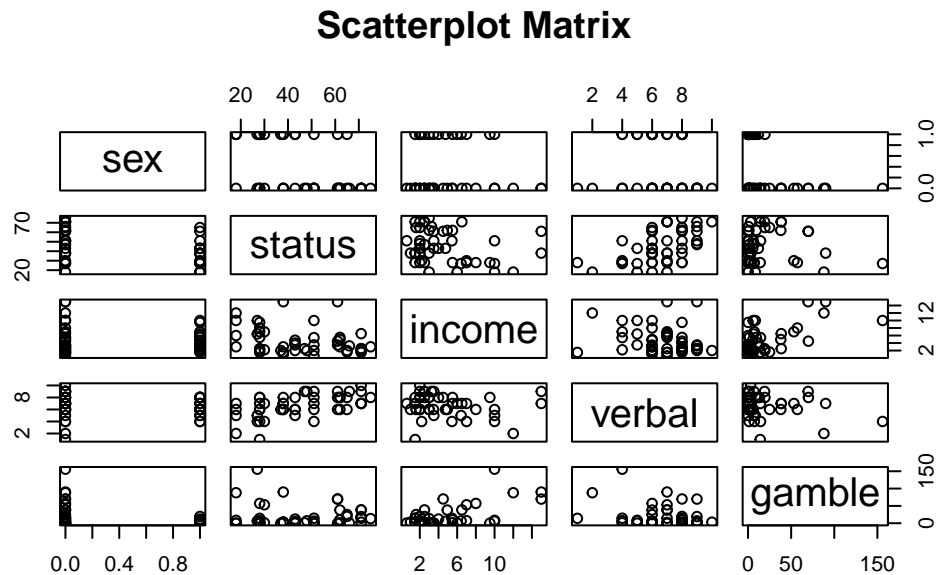 Scatterplot Matrix
20 40 60
2 4 6 8
sex
0.0 1.0
20 70
status
income
2 12
2 8
verbal
gamble
0 150
0.0 0.4 0.8
2 6 10
0 50 150